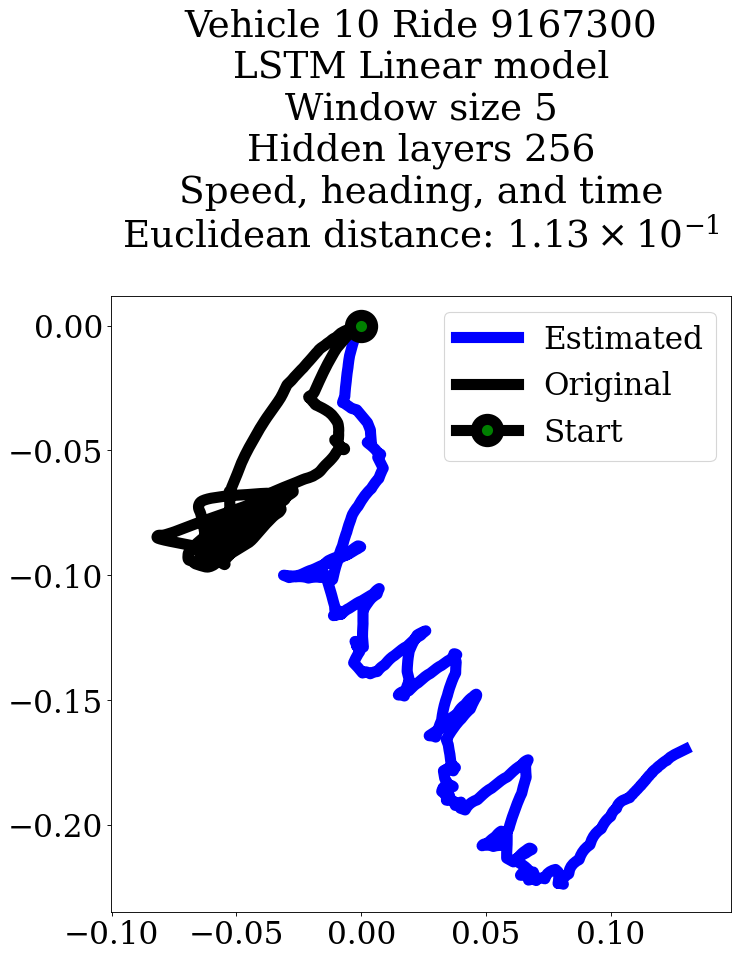 Vehicle 10 Ride 9167300
LSTM Linear model
Window size 5
Hidden layers 256
Speed, heading, and time
Euclidean distance: 1.13 × 10⁻¹
Estimated
Original
Start
0.00
−0.05
−0.10
−0.15
−0.20
−0.10 −0.05 0.00 0.05 0.10